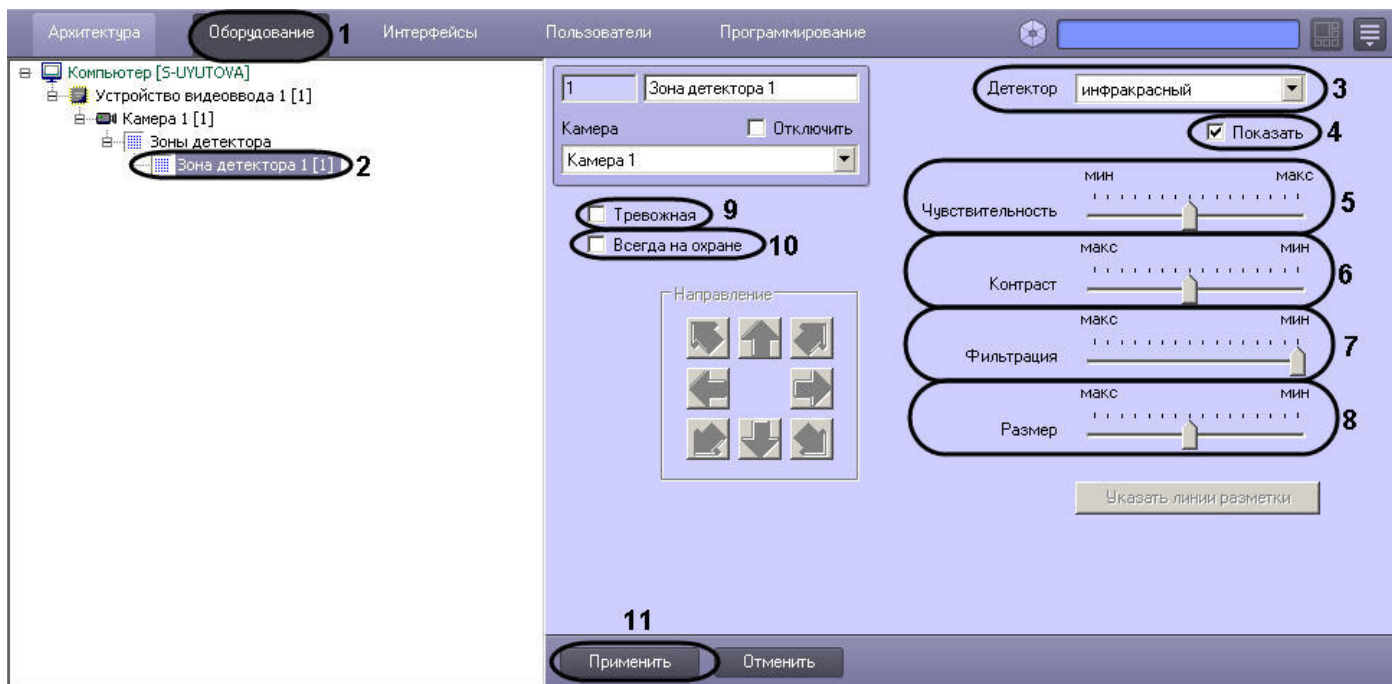 Архитектура Оборудование 1 Интерфейсы Пользователи Программирование
Компьютер [S-UYUTOVA]
Устройство видеоввода 1 [1]
Камера 1 [1]
Зоны детектора
Зона детектора 1 [1] 2
1 Зона детектора 1
Камера Отключить
Камера 1
Тревожная 9
Всегда на охране 10
Направление
Детектор инфракрасный 3
Показать 4
мин макс
Чувствительность 5
макс мин
Контраст 6
макс мин
Фильтрация 7
макс мин
Размер 8
Указать линии разметки
11
Применить Отменить